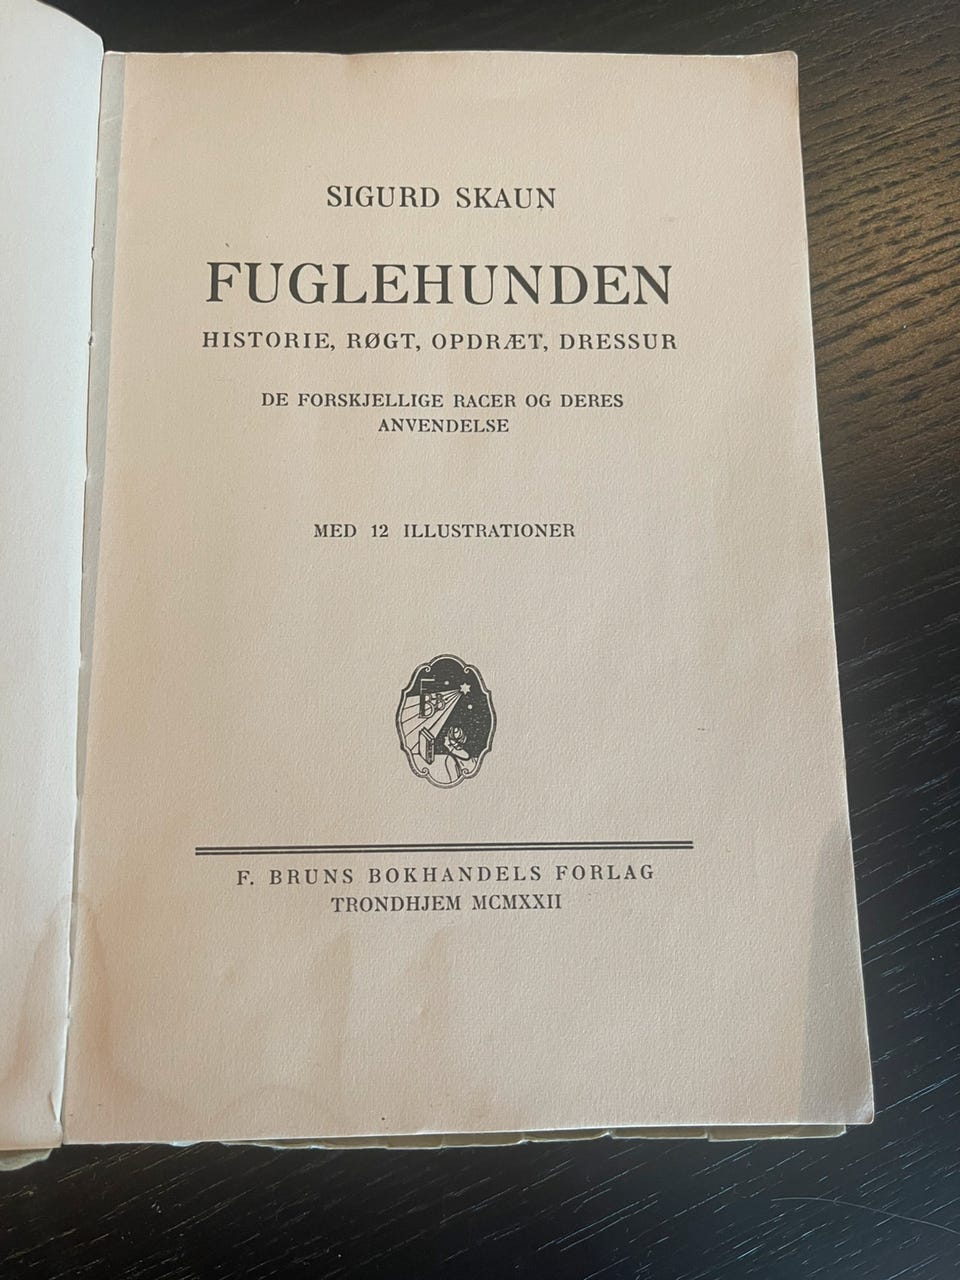 SIGURD SKAUN
FUGLEHUNDEN
HISTORIE, RØGT, OPDRÆT, DRESSUR
DE FORSKJELLIGE RACER OG DERES
ANVENDELSE
MED 12 ILLUSTRATIONER
F. BRUNS BOKHANDELS FORLAG
TRONDHJEM MCMXXII